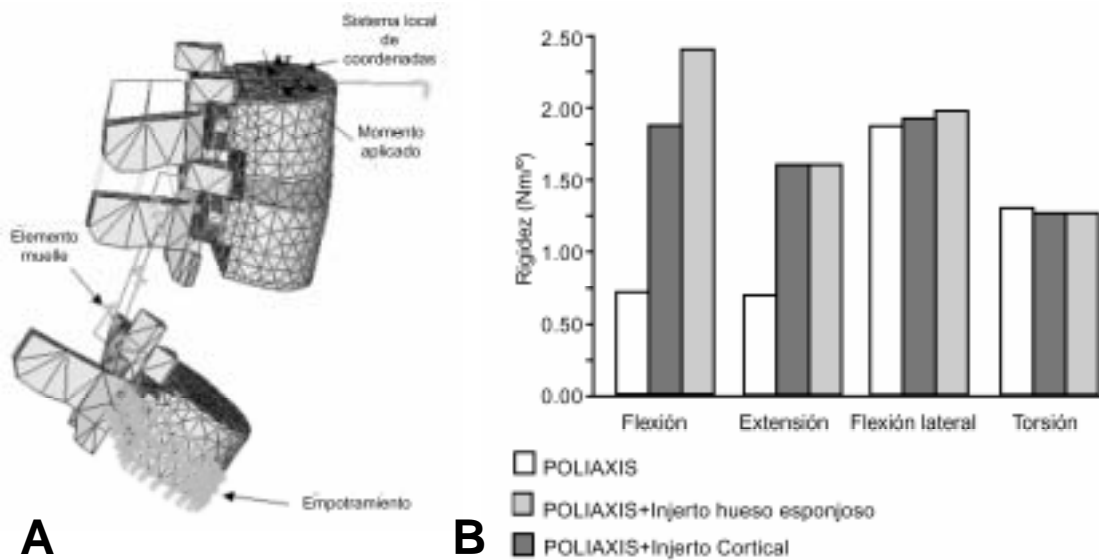 Sistema local
de
coordenadas
Momento
aplicado
Elemento
muelle
Empotramiento
A
B
Rigidez (Nm/º)
2.50
2.00
1.50
1.00
0.50
0.00
Flexión
Extensión
Flexión lateral
Torsión
POLIAXIS
POLIAXIS+Injerto hueso esponjoso
POLIAXIS+Injerto Cortical